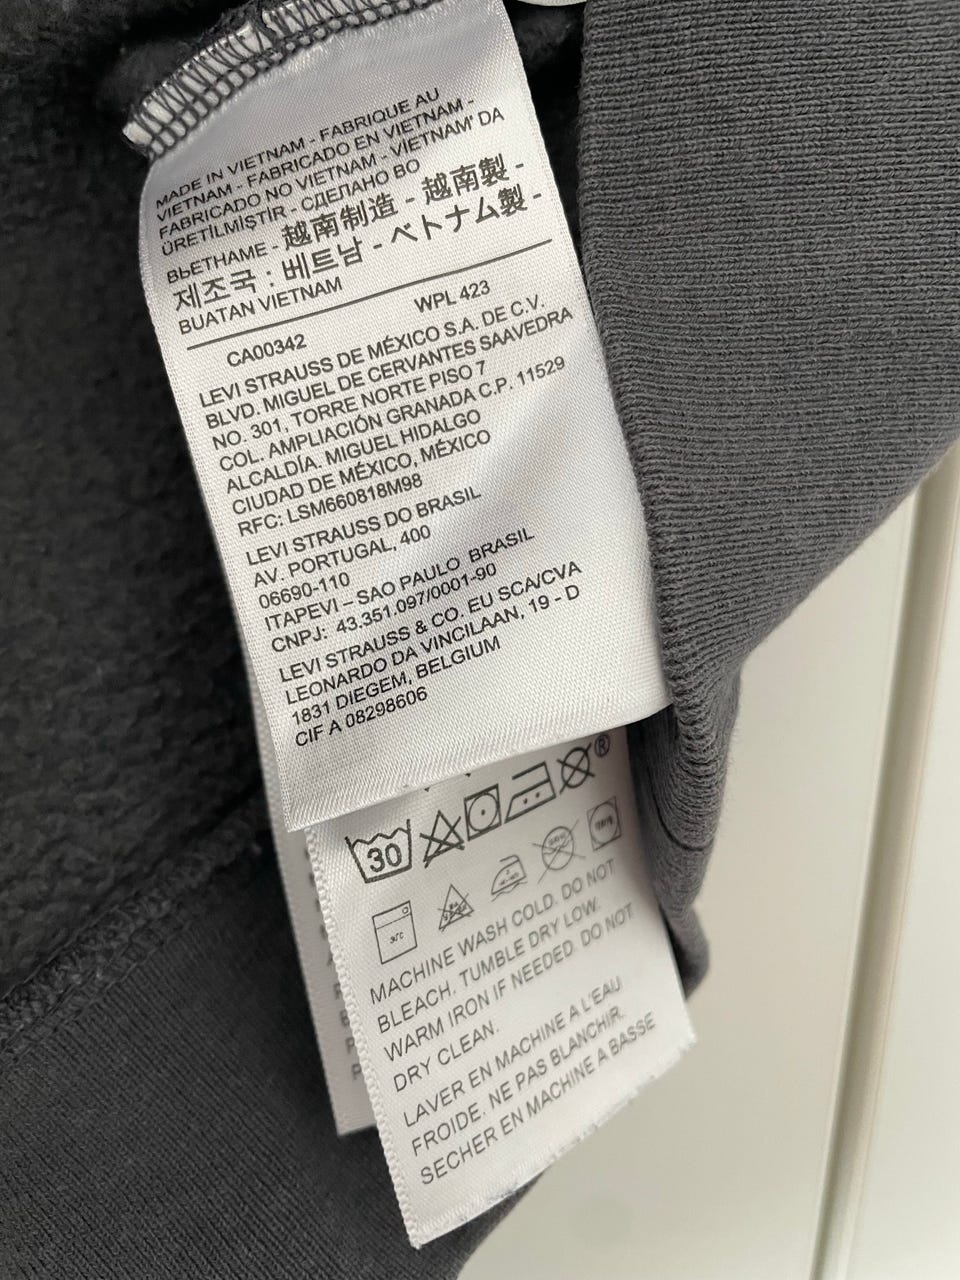 MADE IN VIETNAM - FABRIQUE AU
VIETNAM - FABRICADO EN VIETNAM -
FABRICADO NO VIETNAM - VIETNAM' DA
ÜRETİLMİŞTİR - СДЕЛАНО ВО
ВЬЕТНАМЕ - 越南制造 - 越南製 -
제조국 : 베트남 - ベトナム製 -
BUATAN VIETNAM
CA00342 WPL 423
LEVI STRAUSS DE MÉXICO S.A. DE C.V.
BLVD. MIGUEL DE CERVANTES SAAVEDRA
NO. 301, TORRE NORTE PISO 7
COL. AMPLIACIÓN GRANADA C.P. 11529
ALCALDÍA. MIGUEL HIDALGO
CIUDAD DE MÉXICO, MÉXICO
RFC: LSM660818M98
LEVI STRAUSS DO BRASIL
AV. PORTUGAL, 400
06690-110
ITAPEVI – SAO PAULO BRASIL
CNPJ: 43.351.097/0001-90
LEVI STRAUSS & CO. EU SCA/CVA
LEONARDO DA VINCILAAN, 19 - D
1831 DIEGEM, BELGIUM
CIF A 08298606
30 ®
30°C
MACHINE WASH COLD. DO NOT
BLEACH. TUMBLE DRY LOW.
WARM IRON IF NEEDED. DO NOT
DRY CLEAN.
LAVER EN MACHINE A L'EAU
FROIDE. NE PAS BLANCHIR.
SECHER EN MACHINE A BASSE